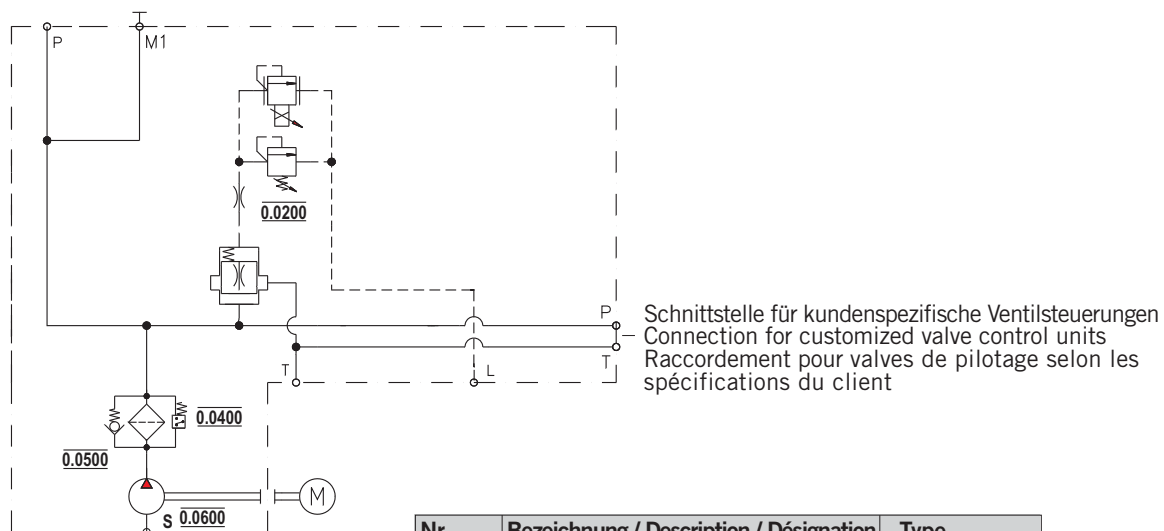 P
M1
0.0200
P
Schnittstelle für kundenspezifische Ventilsteuerungen
Connection for customized valve control units
Raccordement pour valves de pilotage selon les
spécifications du client
T
T
L
0.0400
0.0500
M
S 0.0600
Nr. Bezeichnung / Description / Désignation Type